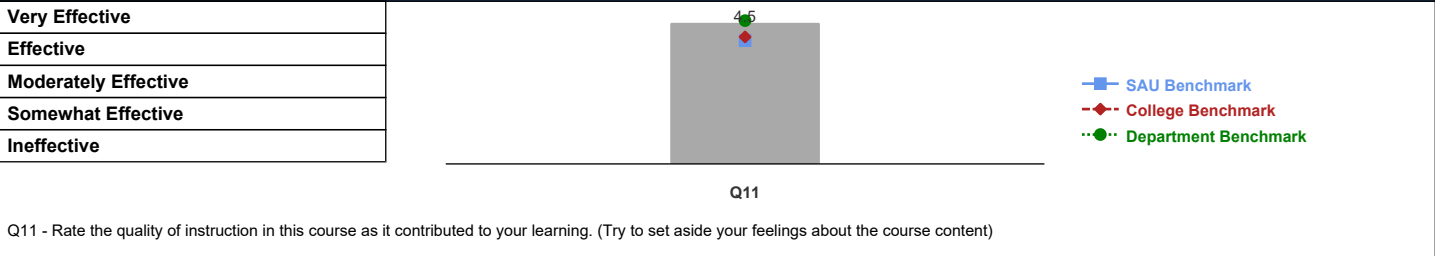 Very Effective
Effective
Moderately Effective
Somewhat Effective
Ineffective
4.5
SAU Benchmark
College Benchmark
Department Benchmark
Q11
Q11 - Rate the quality of instruction in this course as it contributed to your learning. (Try to set aside your feelings about the course content)